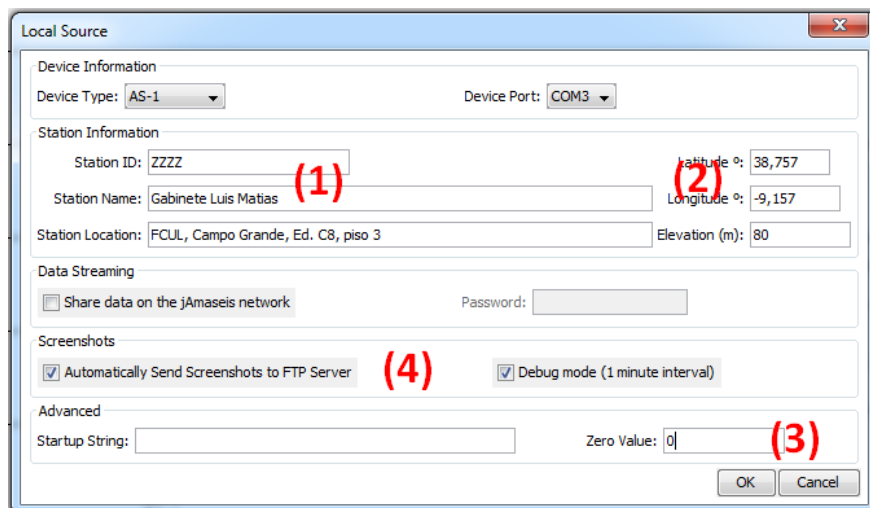 Local Source
Device Information
Device Type: AS-1 Device Port: COM3
Station Information
Station ID: ZZZZ (1) (2) Latitude º: 38,757
Station Name: Gabinete Luis Matias Longitude º: -9,157
Station Location: FCUL, Campo Grande, Ed. C8, piso 3 Elevation (m): 80
Data Streaming
Share data on the jAmaseis network Password:
Screenshots
Automatically Send Screenshots to FTP Server (4) Debug mode (1 minute interval)
Advanced
Startup String: Zero Value: 0 (3)
OK Cancel